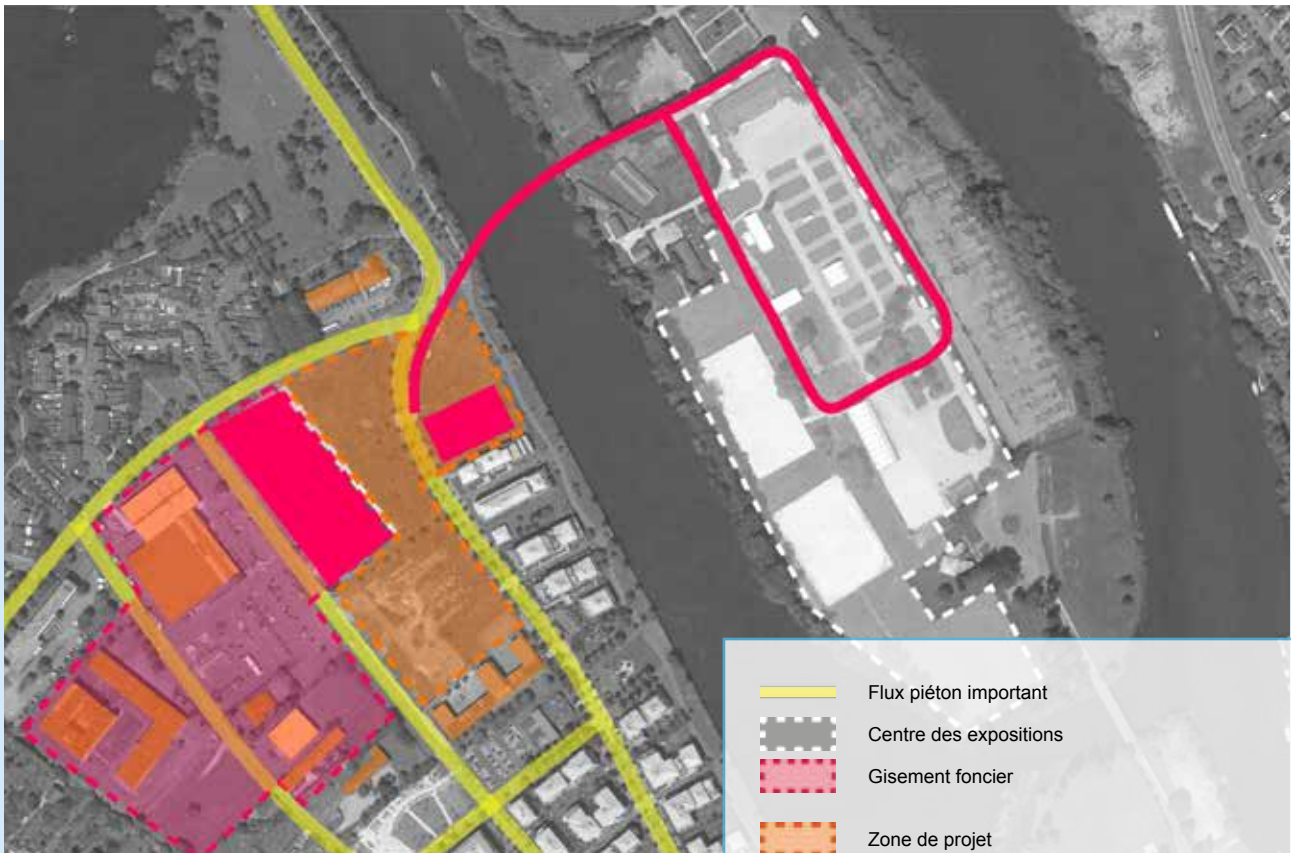 Flux piéton important
Centre des expositions
Gisement foncier
Zone de projet